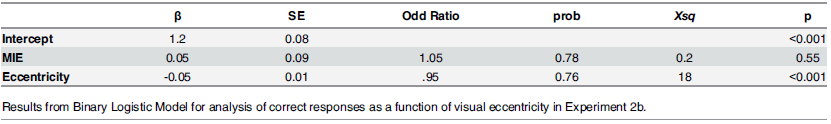 β SE Odd Ratio prob Xsq p
Intercept 1.2 0.08 <0.001
MIE 0.05 0.09 1.05 0.78 0.2 0.55
Eccentricity -0.05 0.01 .95 0.76 18 <0.001
Results from Binary Logistic Model for analysis of correct responses as a function of visual eccentricity in Experiment 2b.